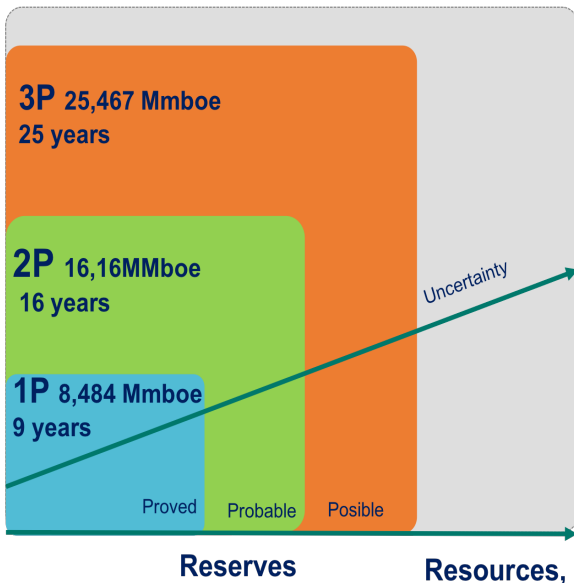 3P 25,467 Mmboe
25 years
2P 16,16MMboe
16 years
Uncertainty
1P 8,484 Mmboe
9 years
Proved
Probable
Posible
Reserves
Resources,